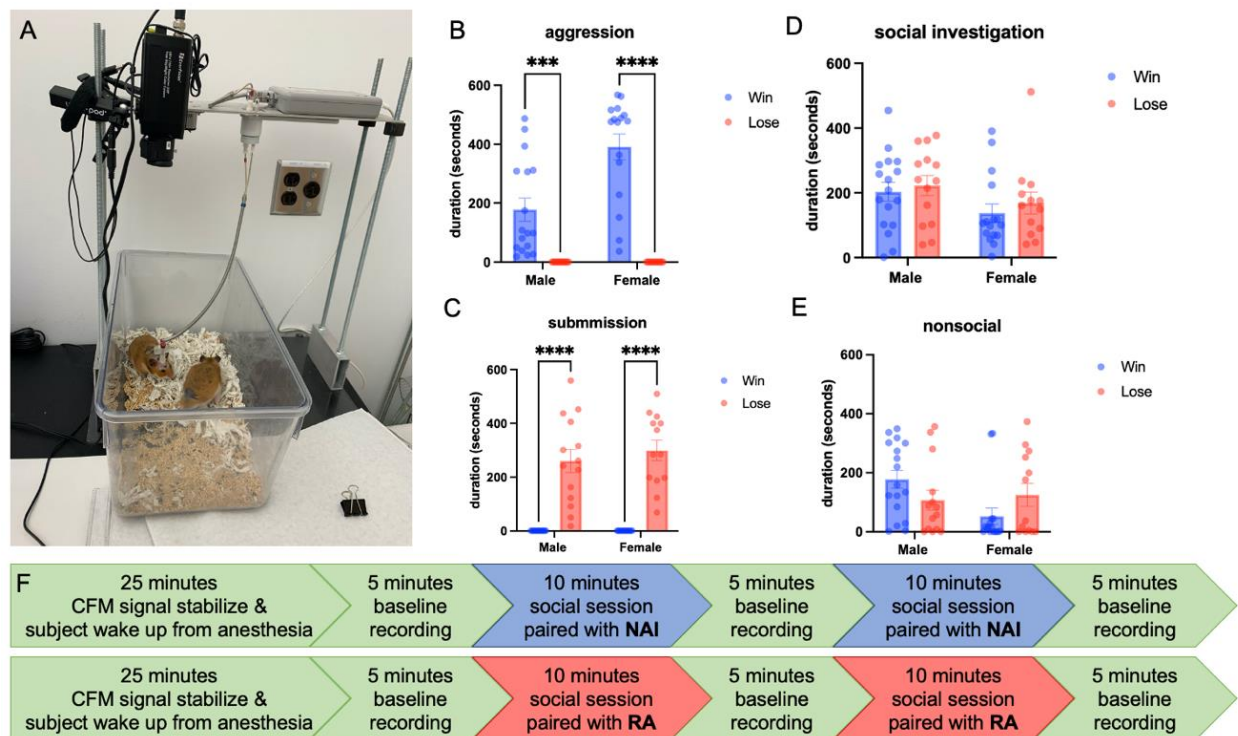 A
B
aggression
***
****
Win
Lose
600
400
200
0
duration (seconds)
Male
Female
C
submmission
****
****
Win
Lose
600
400
200
0
duration (seconds)
Male
Female
D
social investigation
Win
Lose
600
400
200
0
duration (seconds)
Male
Female
E
nonsocial
Win
Lose
600
400
200
0
duration (seconds)
Male
Female
F
25 minutes
CFM signal stabilize &
subject wake up from anesthesia
5 minutes
baseline
recording
10 minutes
social session
paired with NAI
5 minutes
baseline
recording
10 minutes
social session
paired with NAI
5 minutes
baseline
recording
25 minutes
CFM signal stabilize &
subject wake up from anesthesia
5 minutes
baseline
recording
10 minutes
social session
paired with RA
5 minutes
baseline
recording
10 minutes
social session
paired with RA
5 minutes
baseline
recording